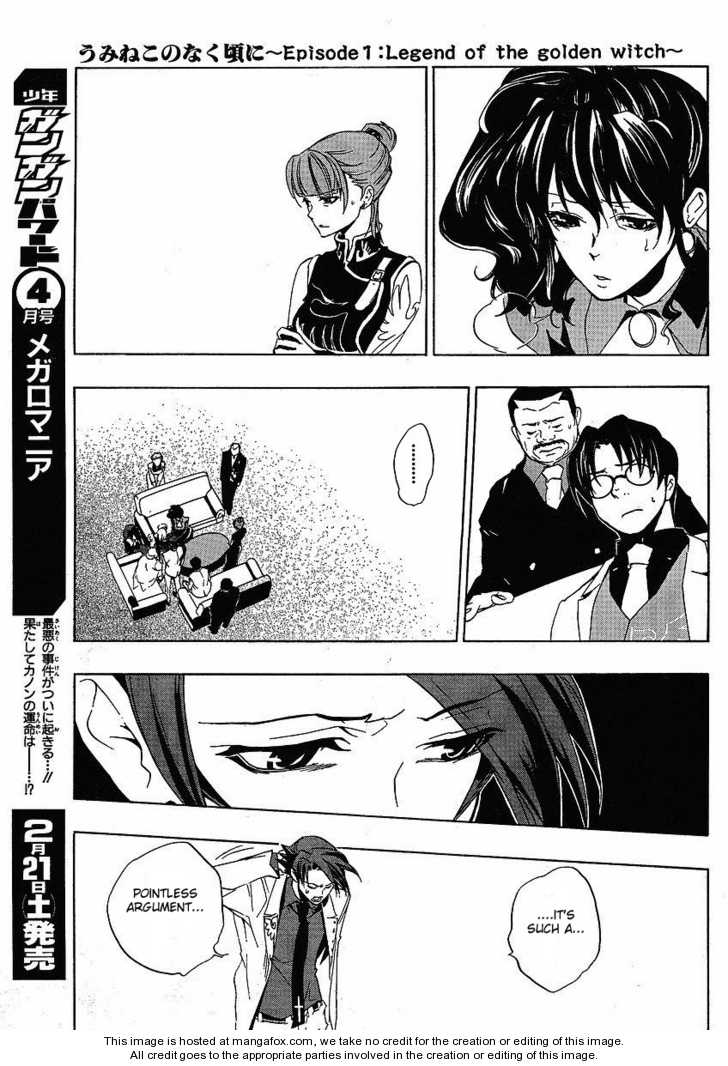 うみねこのなく頃に～Episode1:Legend of the golden witch～
少年
ガンガン
パワード
4
月号
メガロマニア
最悪の事件がついに起きる…!!
果たしてカノンの運命は——…!?
2月21日(土)発売
………
....IT'S
SUCH A...
POINTLESS
ARGUMENT...
This image is hosted at mangafox.com, we take no credit for the creation or editing of this image.
All credit goes to the appropriate parties involved in the creation or editing of this image.